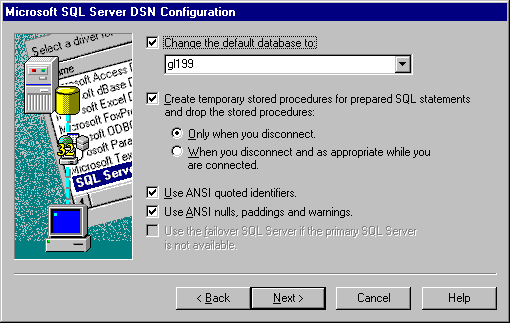 Microsoft SQL Server DSN Configuration
Select a driver for
ame
Microsoft Access D
osoft dBase D
osoft Excel D
osoft FoxPro
osoft ODB
Para
Microsoft Tex
SQL Serve
32
Change the default database to:
gl199
Create temporary stored procedures for prepared SQL statements
and drop the stored procedures:
Only when you disconnect.
When you disconnect and as appropriate while you
are connected.
Use ANSI quoted identifiers.
Use ANSI nulls, paddings and warnings.
Use the failover SQL Server if the primary SQL Server
is not available.
< Back
Next >
Cancel
Help